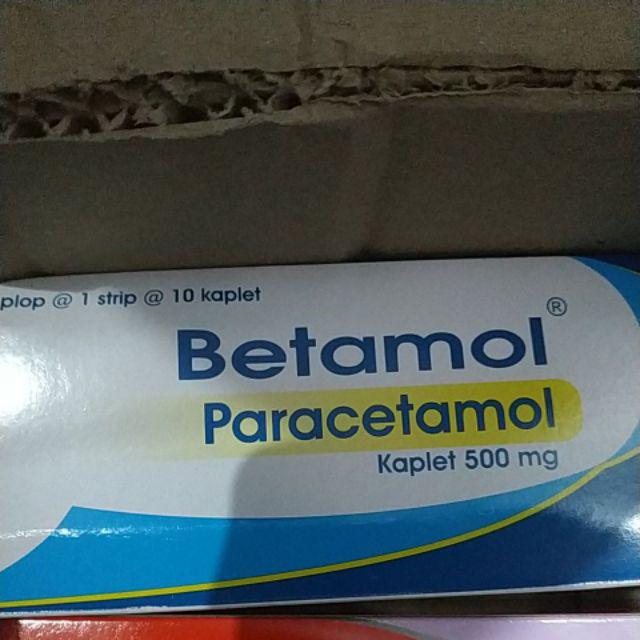 plop @ 1 strip @ 10 kaplet
Betamol®
Paracetamol
Kaplet 500 mg